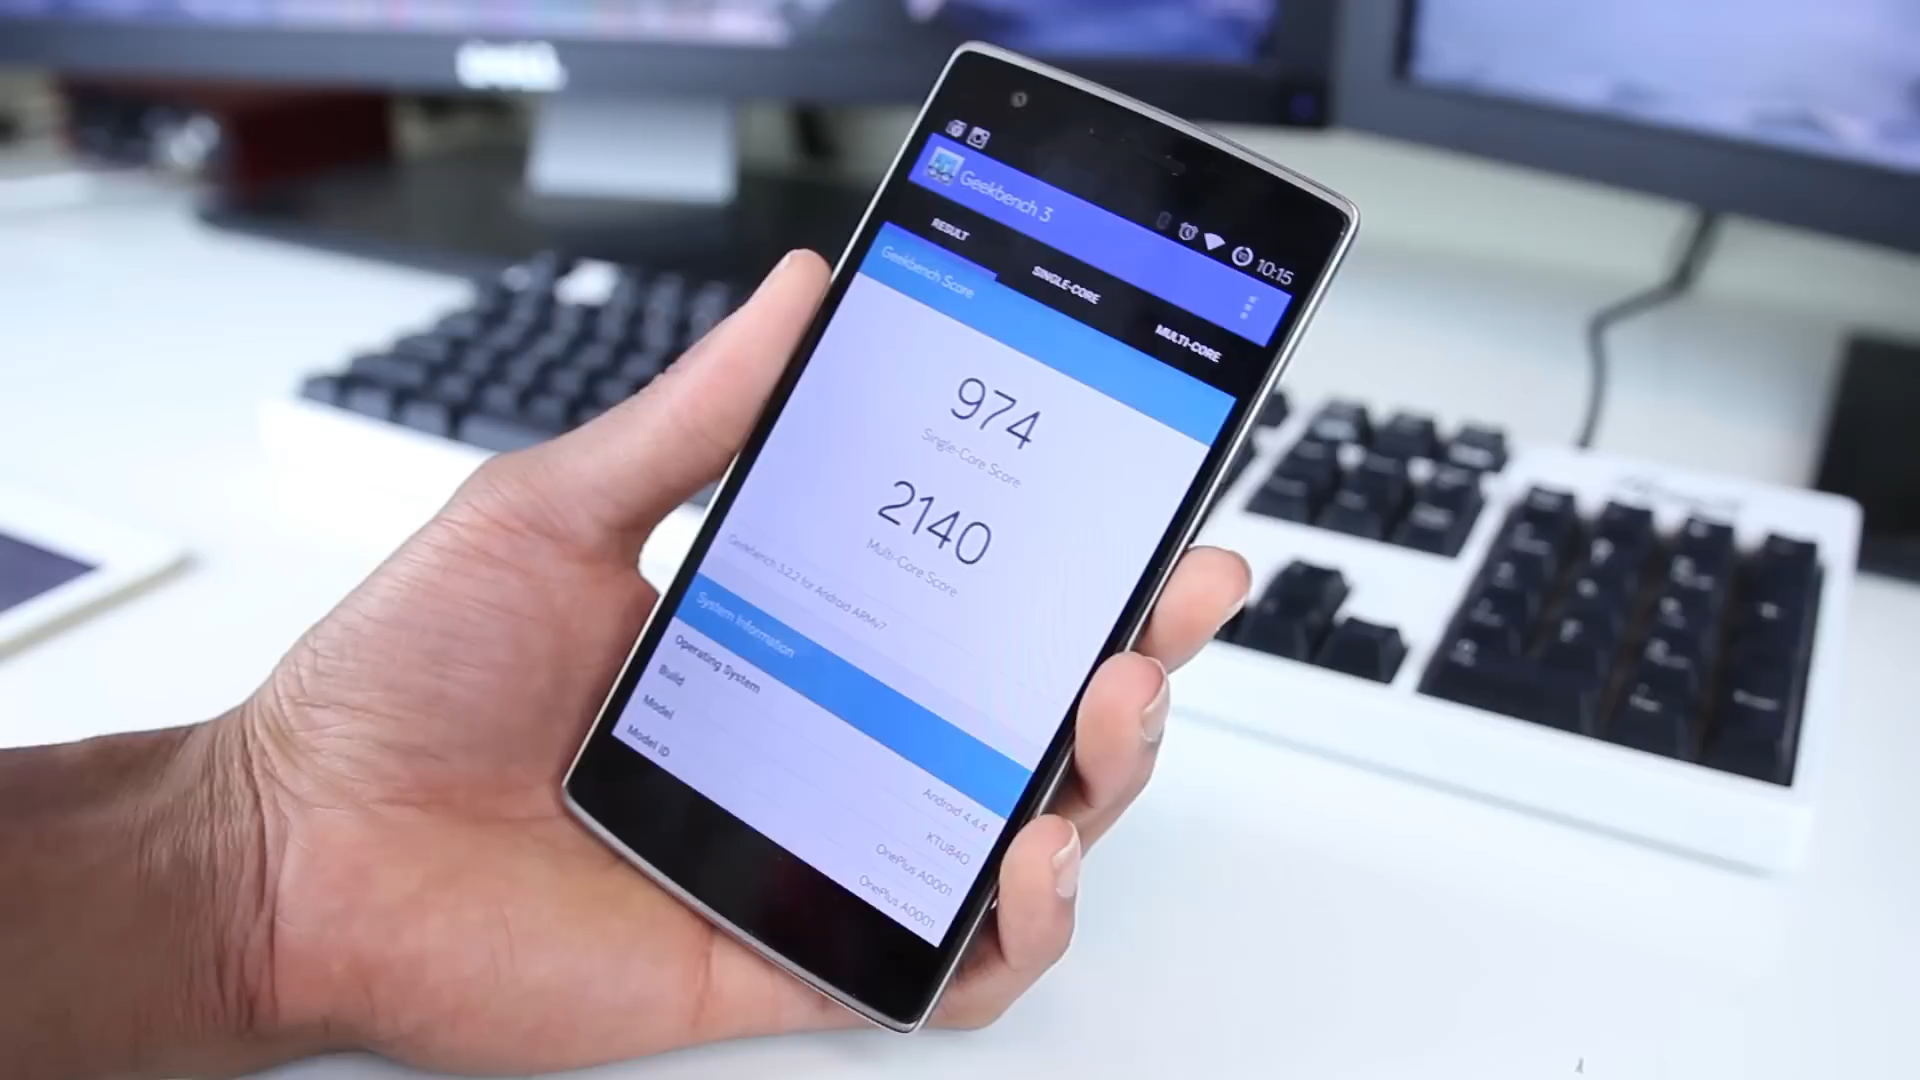 DELL
10:15
Geekbench 3
RESULT
SINGLE-CORE
MULTI-CORE
Geekbench Score
974
Single-Core Score
2140
Multi-Core Score
Geekbench 3.2.2 for Android ARMv7
System Information
Operating System
Android 4.4.4
Build
KTU84Q
Model
OnePlus A0001
Model ID
OnePlus A0001